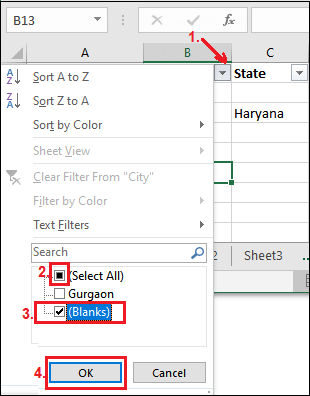 B13 fx
1.
A B C
State
Sort A to Z
Sort Z to A
Sort by Color
Haryana
Sheet View
Clear Filter From "City"
Filter by Color
Text Filters
Search
2. (Select All)
Gurgaon
3. (Blanks)
2 Sheet3 ...
4. OK Cancel